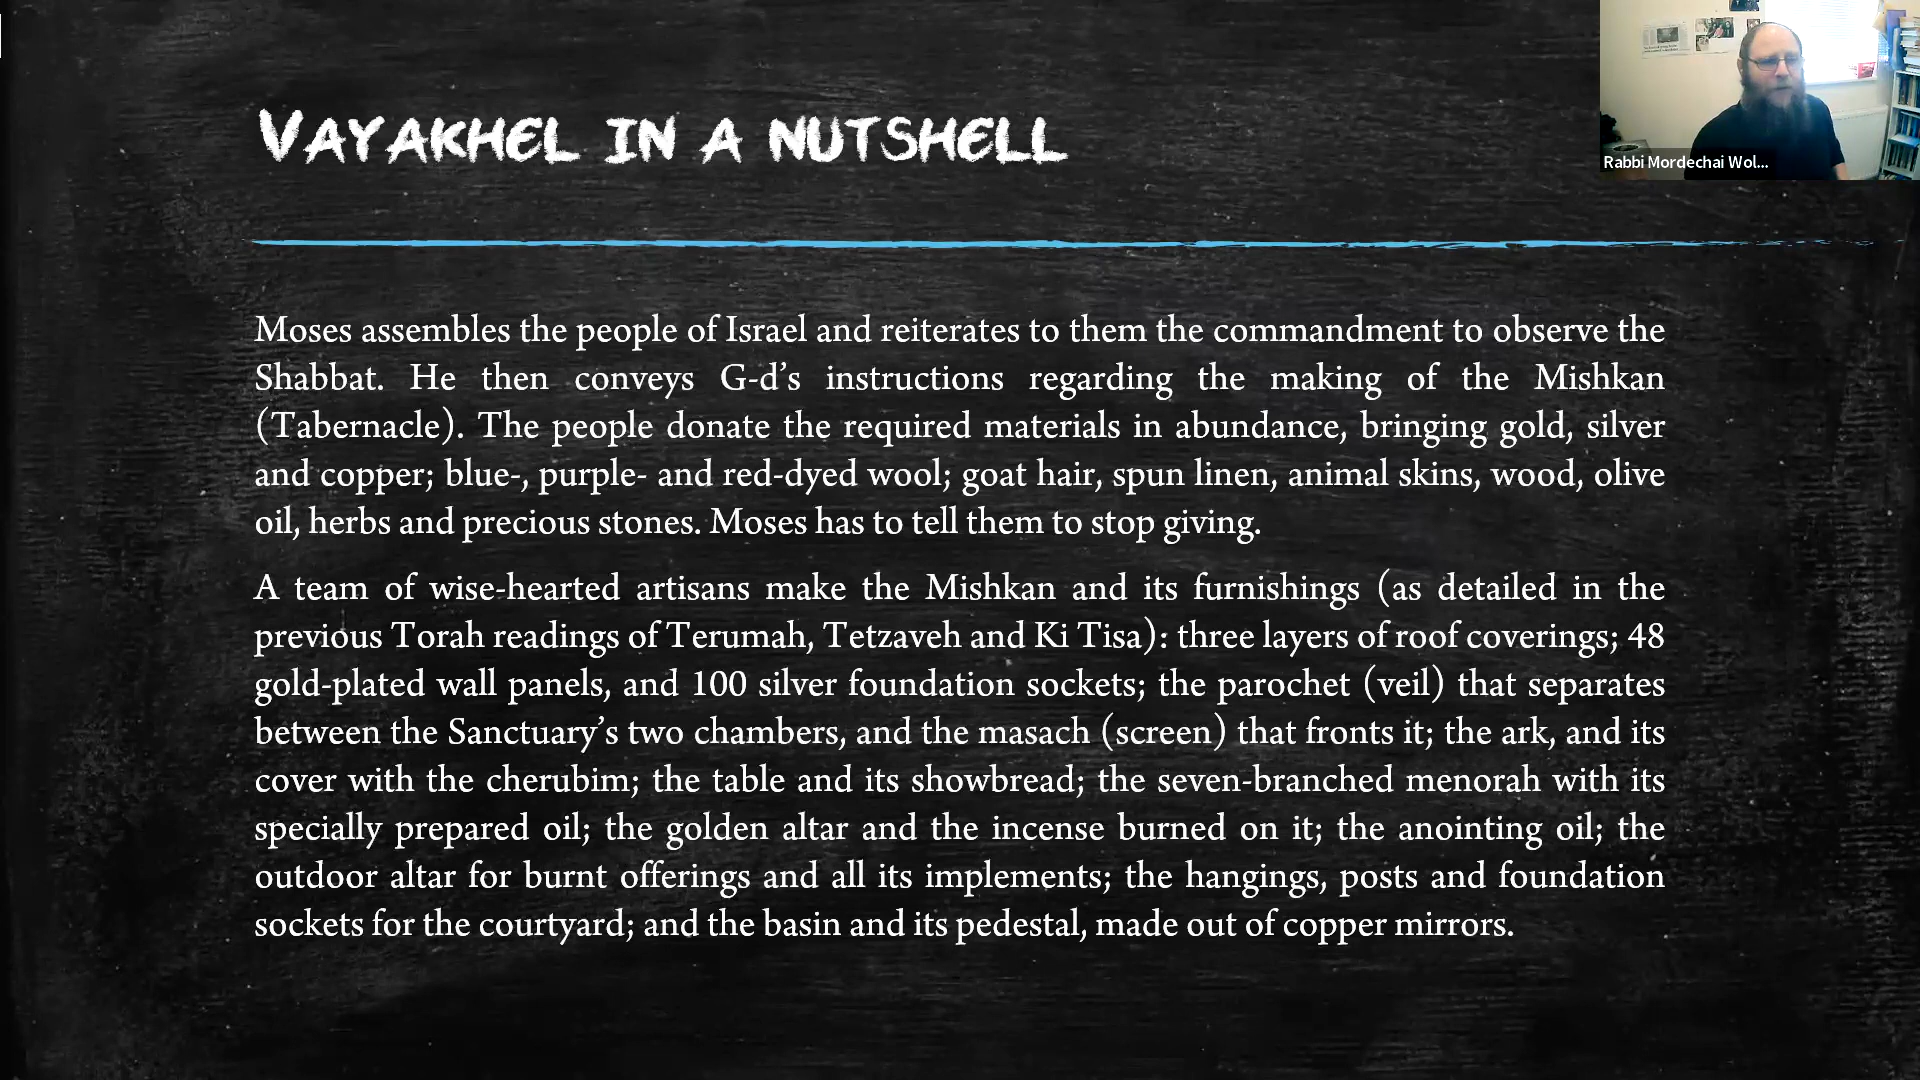 VAYAKHEL IN A NUTSHELL
Rabbi Mordechai Wol...
Moses assembles the people of Israel and reiterates to them the commandment to observe the
Shabbat. He then conveys G-d’s instructions regarding the making of the Mishkan
(Tabernacle). The people donate the required materials in abundance, bringing gold, silver
and copper; blue-, purple- and red-dyed wool; goat hair, spun linen, animal skins, wood, olive
oil, herbs and precious stones. Moses has to tell them to stop giving.
A team of wise-hearted artisans make the Mishkan and its furnishings (as detailed in the
previous Torah readings of Terumah, Tetzaveh and Ki Tisa): three layers of roof coverings; 48
gold-plated wall panels, and 100 silver foundation sockets; the parochet (veil) that separates
between the Sanctuary’s two chambers, and the masach (screen) that fronts it; the ark, and its
cover with the cherubim; the table and its showbread; the seven-branched menorah with its
specially prepared oil; the golden altar and the incense burned on it; the anointing oil; the
outdoor altar for burnt offerings and all its implements; the hangings, posts and foundation
sockets for the courtyard; and the basin and its pedestal, made out of copper mirrors.